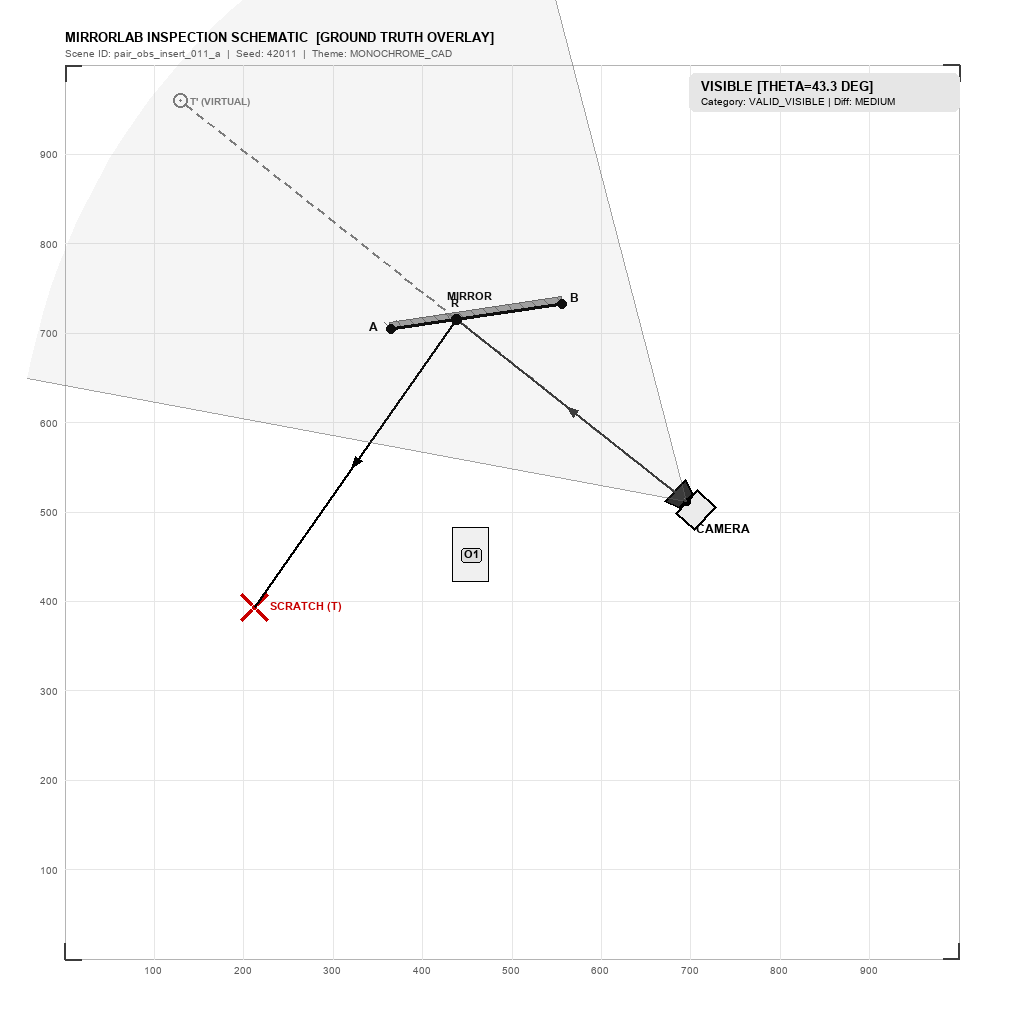 MIRRORLAB INSPECTION SCHEMATIC [GROUND TRUTH OVERLAY]
Scene ID: pair_obs_insert_011_a | Seed: 42011 | Theme: MONOCHROME_CAD
VISIBLE [THETA=43.3 DEG]
Category: VALID_VISIBLE | Diff: MEDIUM
T' (VIRTUAL)
900
800
MIRROR
R
B
A
700
600
500
CAMERA
O1
400
SCRATCH (T)
300
200
100
100 200 300 400 500 600 700 800 900